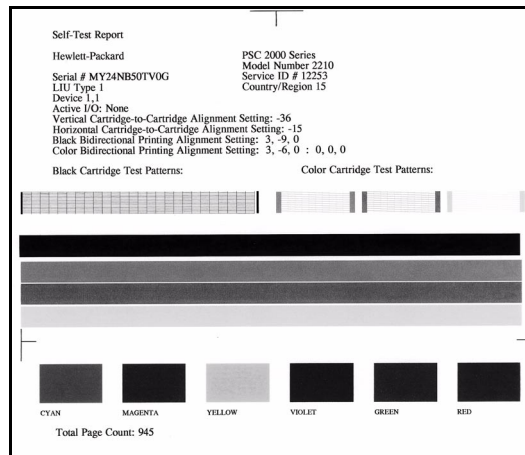 Self-Test Report
Hewlett-Packard
PSC 2000 Series
Model Number 2210
Serial # MY24NB50TV0G
Service ID # 12253
LIU Type 1
Country/Region 15
Device 1,1
Active I/O: None
Vertical Cartridge-to-Cartridge Alignment Setting: -36
Horizontal Cartridge-to-Cartridge Alignment Setting: -15
Black Bidirectional Printing Alignment Setting: 3, -9, 0
Color Bidirectional Printing Alignment Setting: 3, -6, 0 : 0, 0, 0
Black Cartridge Test Patterns:
Color Cartridge Test Patterns:
CYAN
MAGENTA
YELLOW
VIOLET
GREEN
RED
Total Page Count: 945